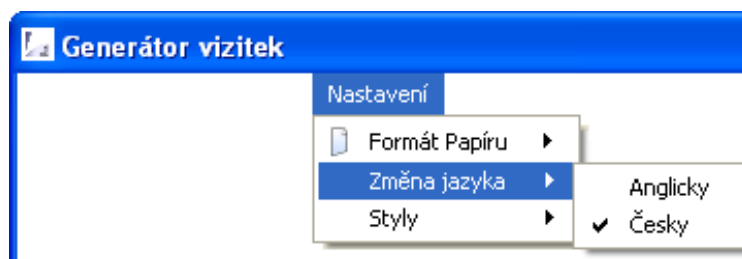 Generátor vizitek
Nastavení
Formát Papíru
Změna jazyka
Styly
Anglicky
Česky